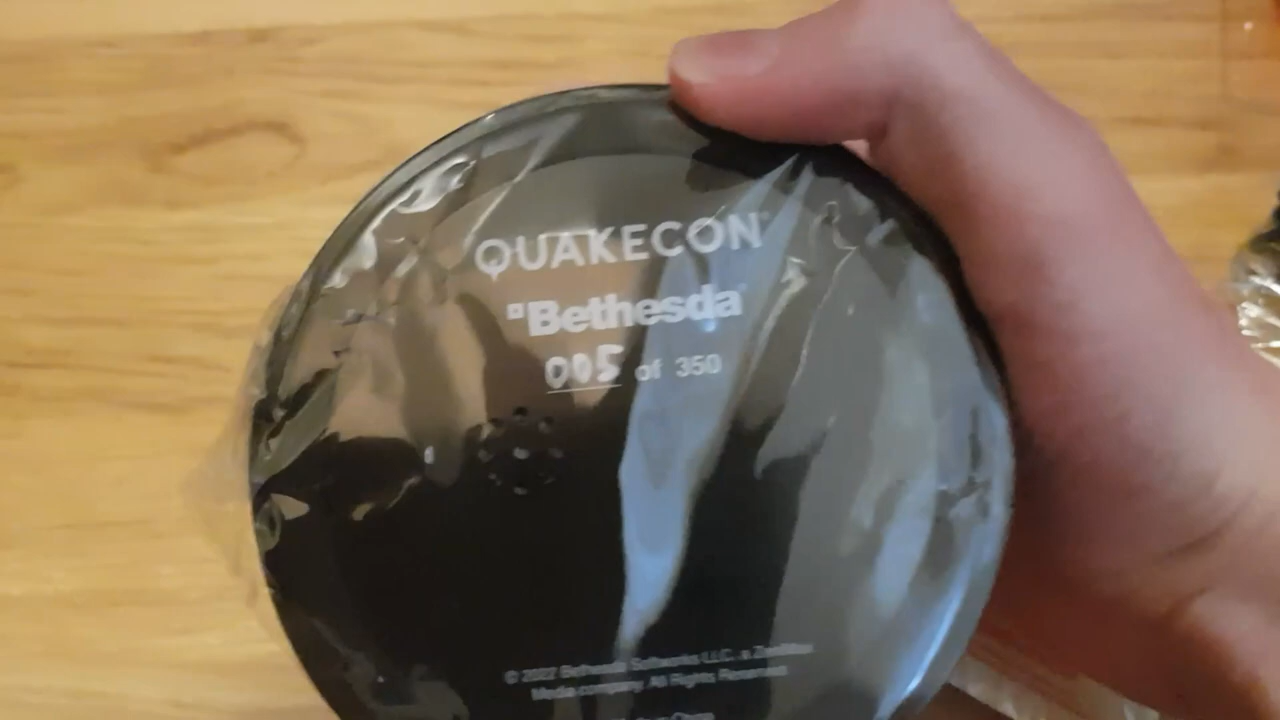 QUAKECON
Bethesda
005 of 350
© 2022 Bethesda Softworks LLC, a ZeniMax
Media company. All Rights Reserved.